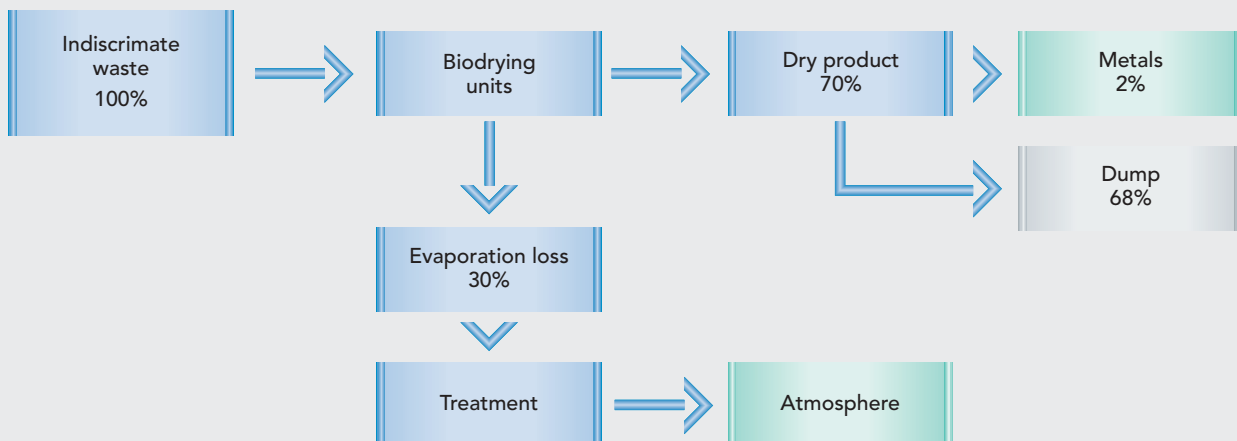 Indiscrimate
waste
100%
Biodrying
units
Dry product
70%
Metals
2%
Dump
68%
Evaporation loss
30%
Treatment
Atmosphere